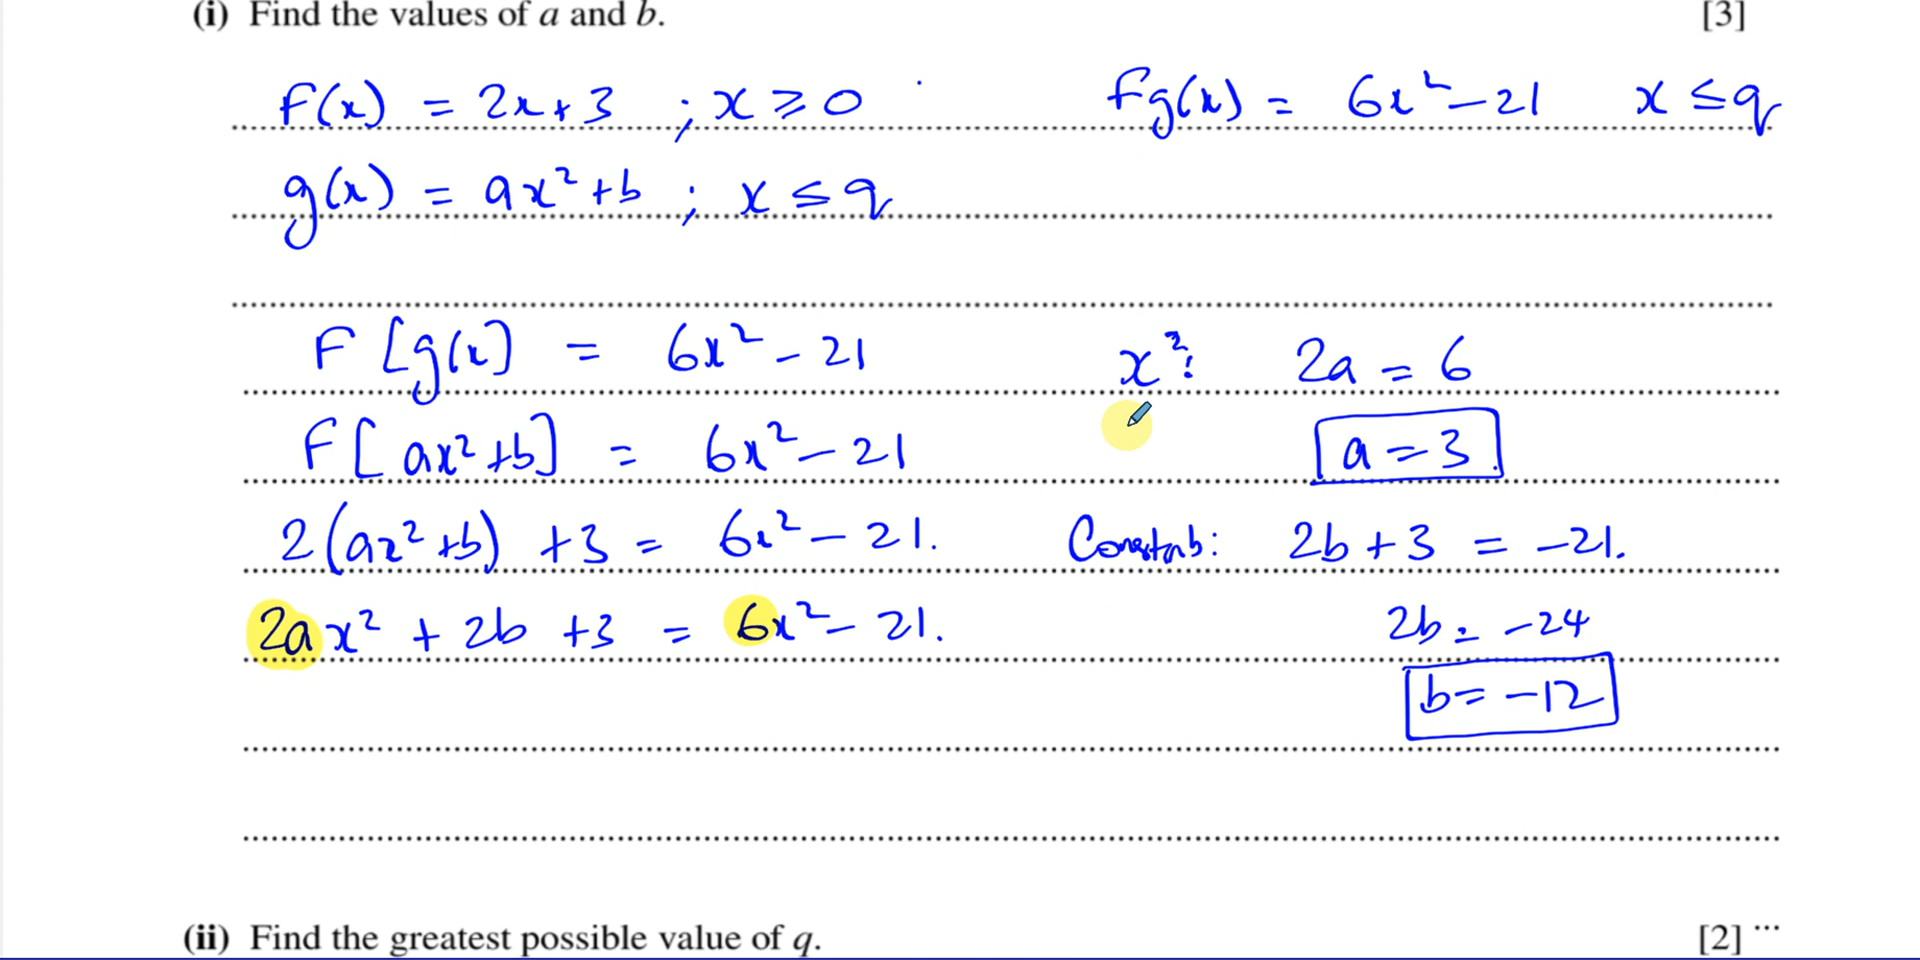 (i) Find the values of a and b. [3]
F(x) = 2x+3 ; x ⩾ 0
Fg(x) = 6x² - 21 x ≤ q
g(x) = ax² + b ; x ≤ q
F[g(x)] = 6x² - 21
F[ax² + b] = 6x² - 21
2(ax² + b) + 3 = 6x² - 21.
2ax² + 2b + 3 = 6x² - 21.
x²: 2a = 6
a = 3
: 2b + 3 = -21.
2b = -24
b = -12
(ii) Find the greatest possible value of q. [2] ...